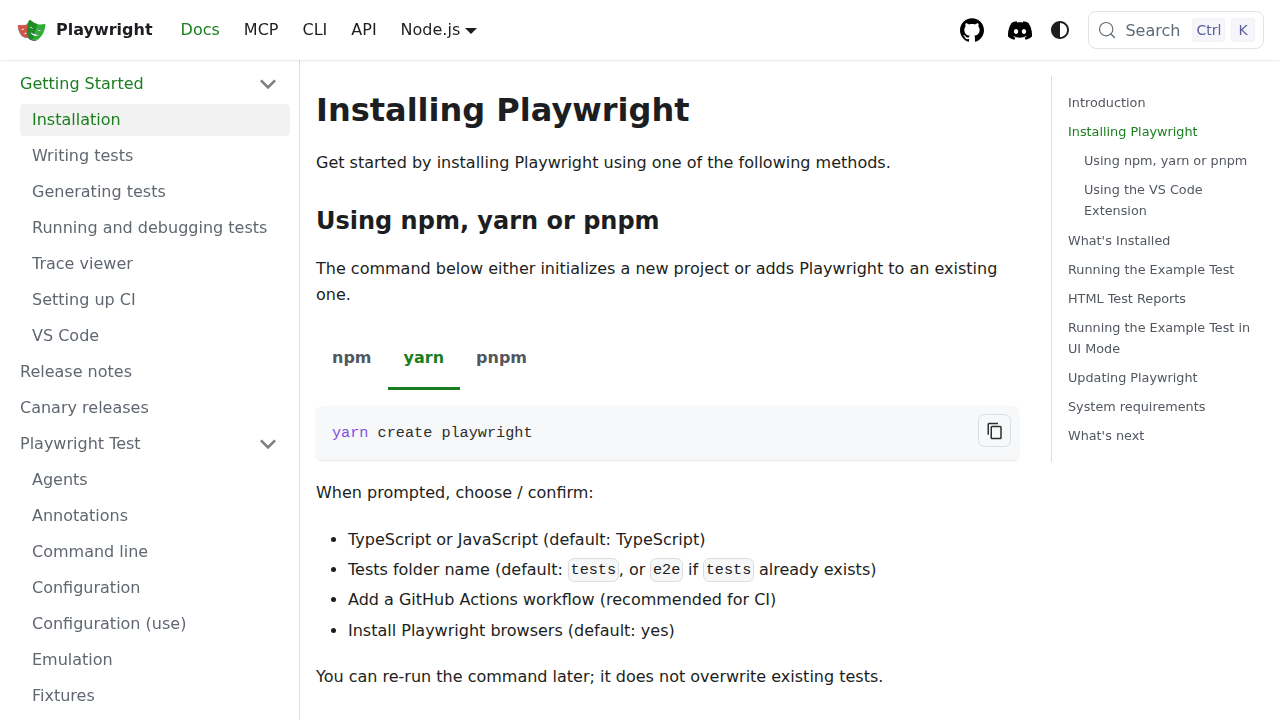 Playwright
Docs
MCP
CLI
API
Node.js
Search
Ctrl
K
Getting Started
Installation
Writing tests
Generating tests
Running and debugging tests
Trace viewer
Setting up CI
VS Code
Release notes
Canary releases
Playwright Test
Agents
Annotations
Command line
Configuration
Configuration (use)
Emulation
Fixtures
Installing Playwright
Get started by installing Playwright using one of the following methods.
Using npm, yarn or pnpm
The command below either initializes a new project or adds Playwright to an existing
one.
npm
yarn
pnpm
yarn create playwright
When prompted, choose / confirm:
TypeScript or JavaScript (default: TypeScript)
Tests folder name (default: tests, or e2e if tests already exists)
Add a GitHub Actions workflow (recommended for CI)
Install Playwright browsers (default: yes)
You can re-run the command later; it does not overwrite existing tests.
Introduction
Installing Playwright
Using npm, yarn or pnpm
Using the VS Code
Extension
What's Installed
Running the Example Test
HTML Test Reports
Running the Example Test in
UI Mode
Updating Playwright
System requirements
What's next